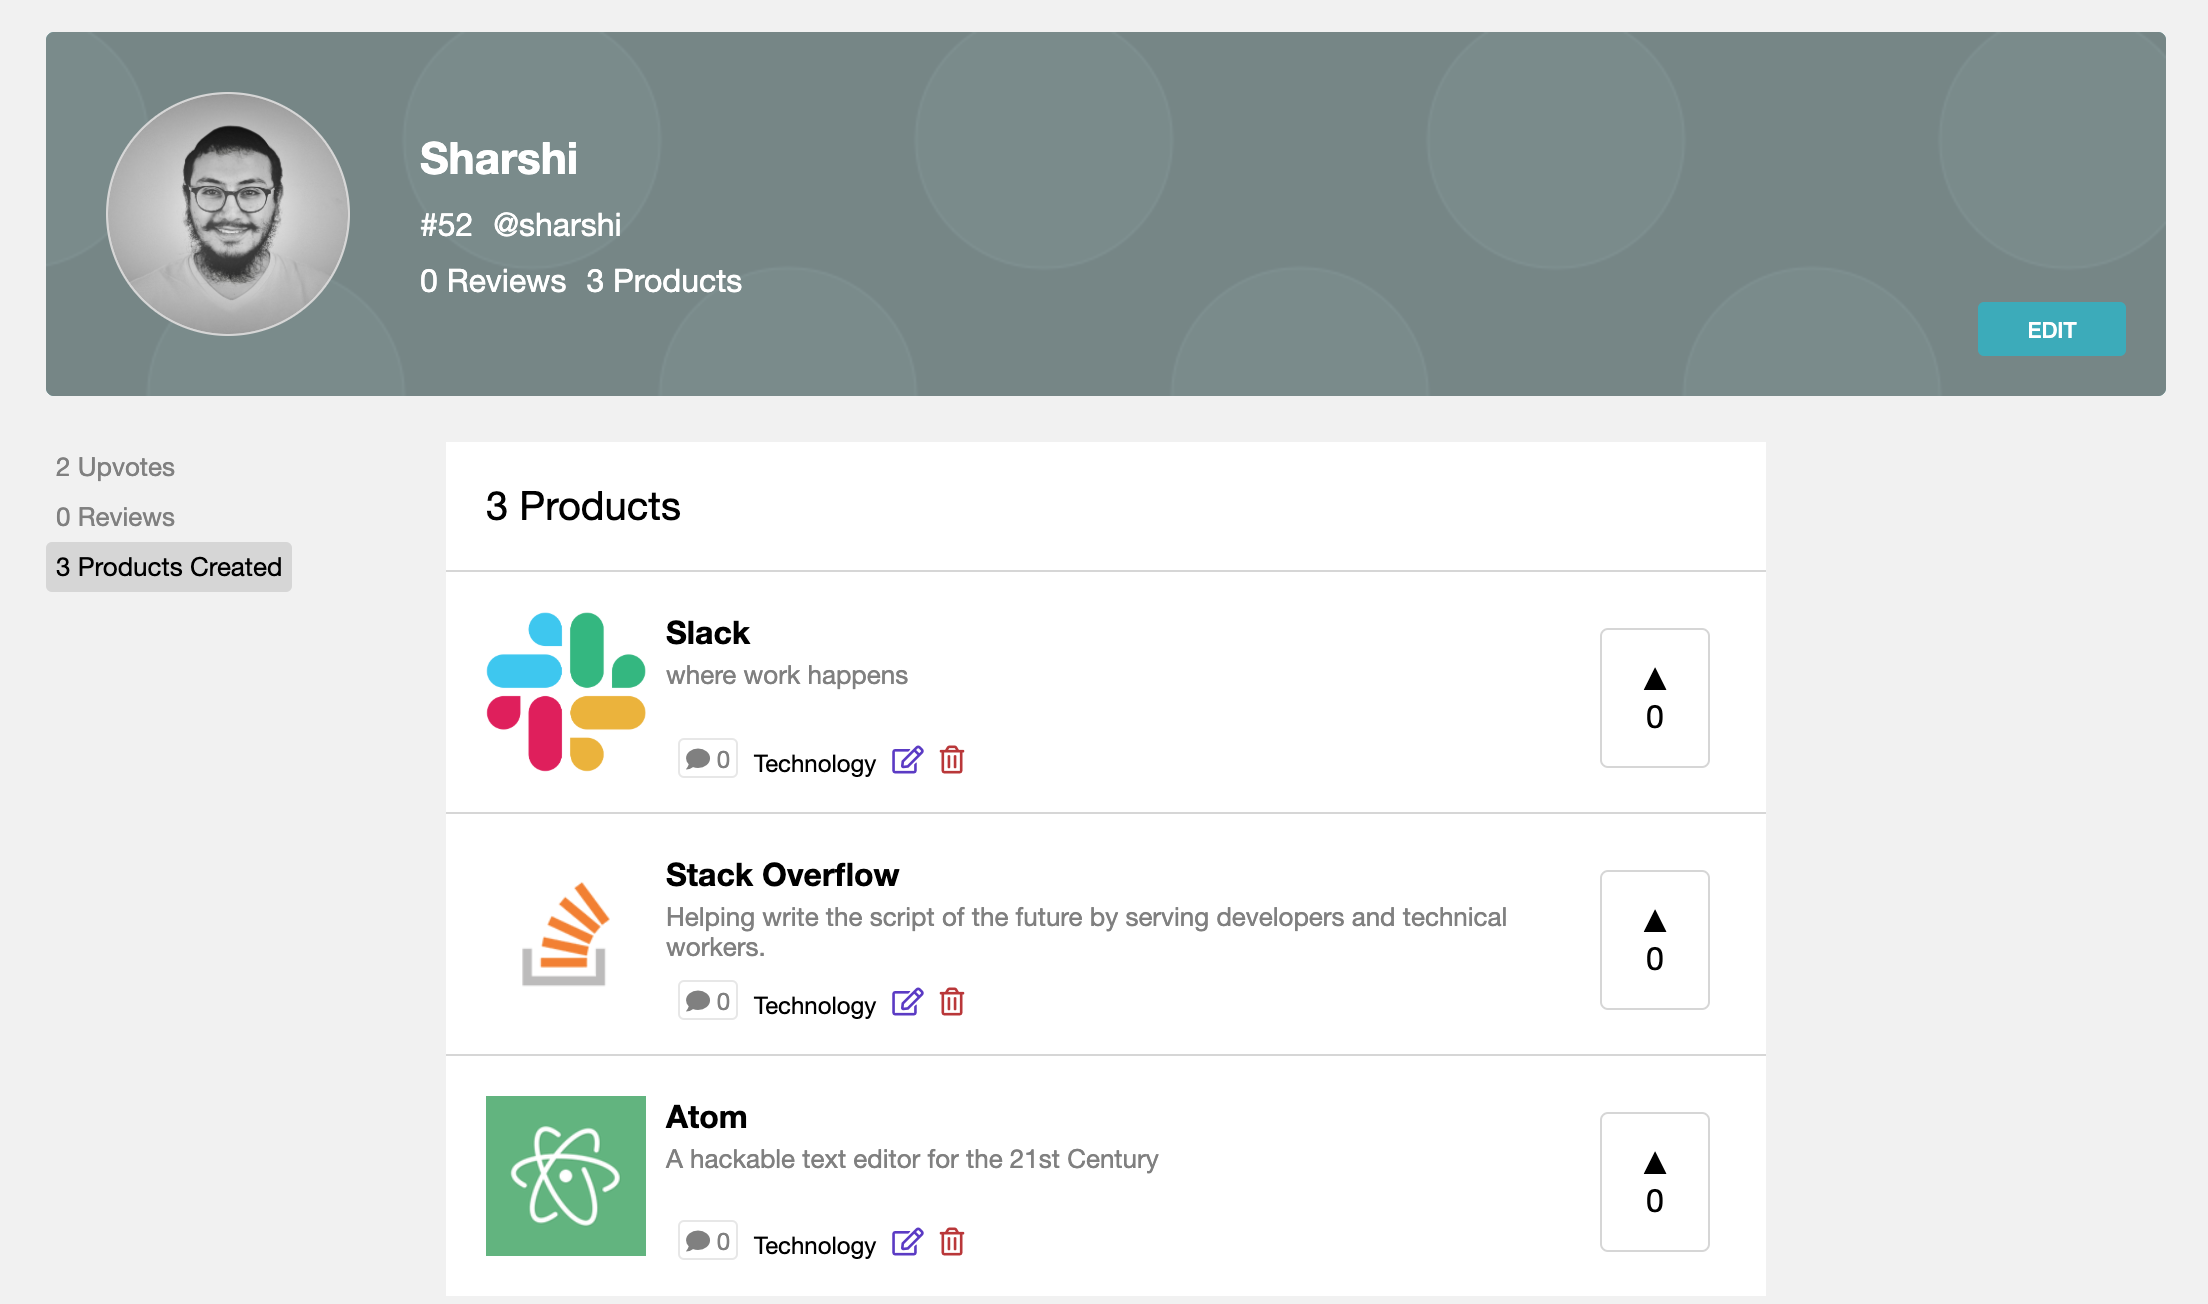 Sharshi
#52 @sharshi
0 Reviews 3 Products
EDIT
2 Upvotes
0 Reviews
3 Products Created
3 Products
Slack
where work happens
0 Technology
▲
0
Stack Overflow
Helping write the script of the future by serving developers and technical
workers.
0 Technology
▲
0
Atom
A hackable text editor for the 21st Century
0 Technology
▲
0